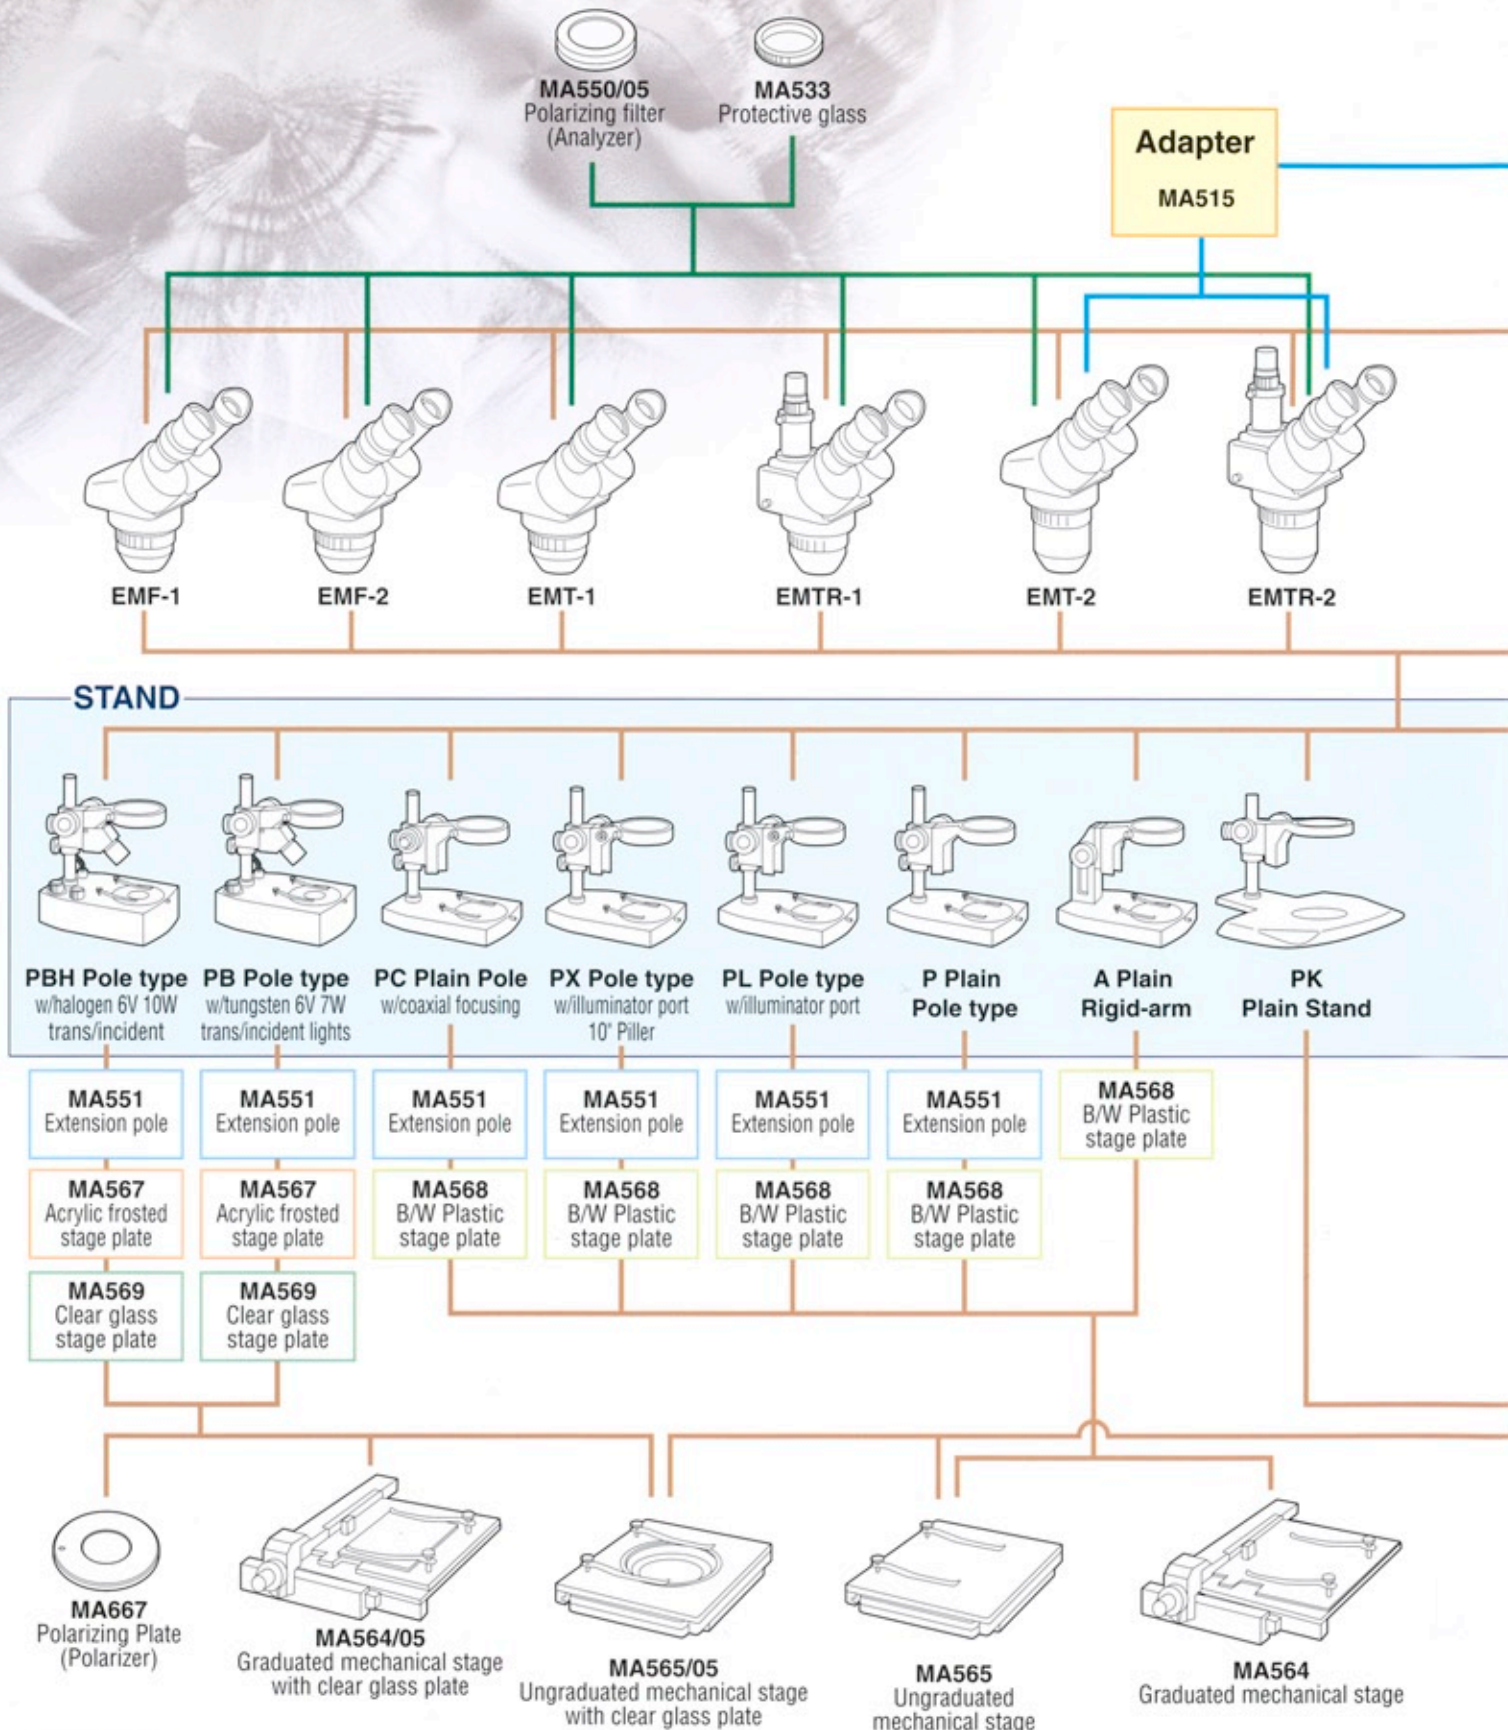 MA550/05
Polarizing filter
(Analyzer)
MA533
Protective glass
Adapter
MA515
EMF-1
EMF-2
EMT-1
EMTR-1
EMT-2
EMTR-2
STAND
PBH Pole type
w/halogen 6V 10W
trans/incident
PB Pole type
w/tungsten 6V 7W
trans/incident lights
PC Plain Pole
w/coaxial focusing
PX Pole type
w/illuminator port
10" Piller
PL Pole type
w/illuminator port
P Plain
Pole type
A Plain
Rigid-arm
PK
Plain Stand
MA551
Extension pole
MA551
Extension pole
MA551
Extension pole
MA551
Extension pole
MA551
Extension pole
MA551
Extension pole
MA568
B/W Plastic
stage plate
MA567
Acrylic frosted
stage plate
MA567
Acrylic frosted
stage plate
MA568
B/W Plastic
stage plate
MA568
B/W Plastic
stage plate
MA568
B/W Plastic
stage plate
MA568
B/W Plastic
stage plate
MA569
Clear glass
stage plate
MA569
Clear glass
stage plate
MA667
Polarizing Plate
(Polarizer)
MA564/05
Graduated mechanical stage
with clear glass plate
MA565/05
Ungraduated mechanical stage
with clear glass plate
MA565
Ungraduated
mechanical stage
MA564
Graduated mechanical stage